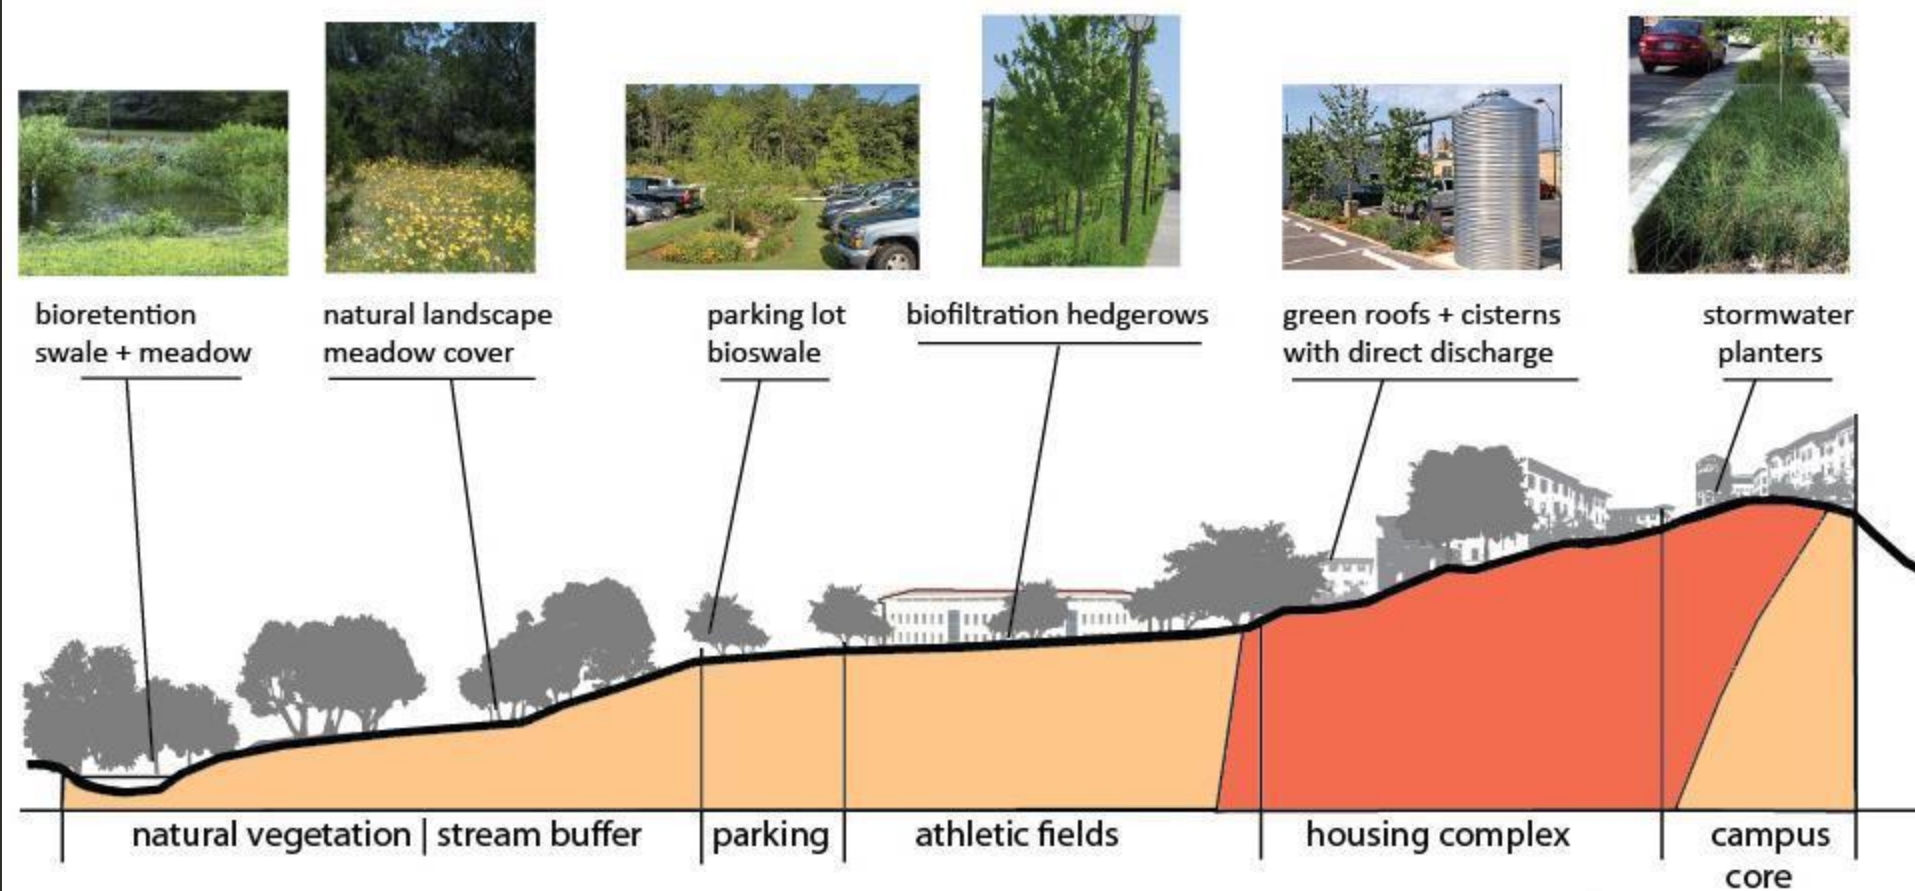 bioretention
swale + meadow
natural landscape
meadow cover
parking lot
bioswale
biofiltration hedgerows
green roofs + cisterns
with direct discharge
stormwater
planters
natural vegetation | stream buffer
parking
athletic fields
housing complex
campus
core